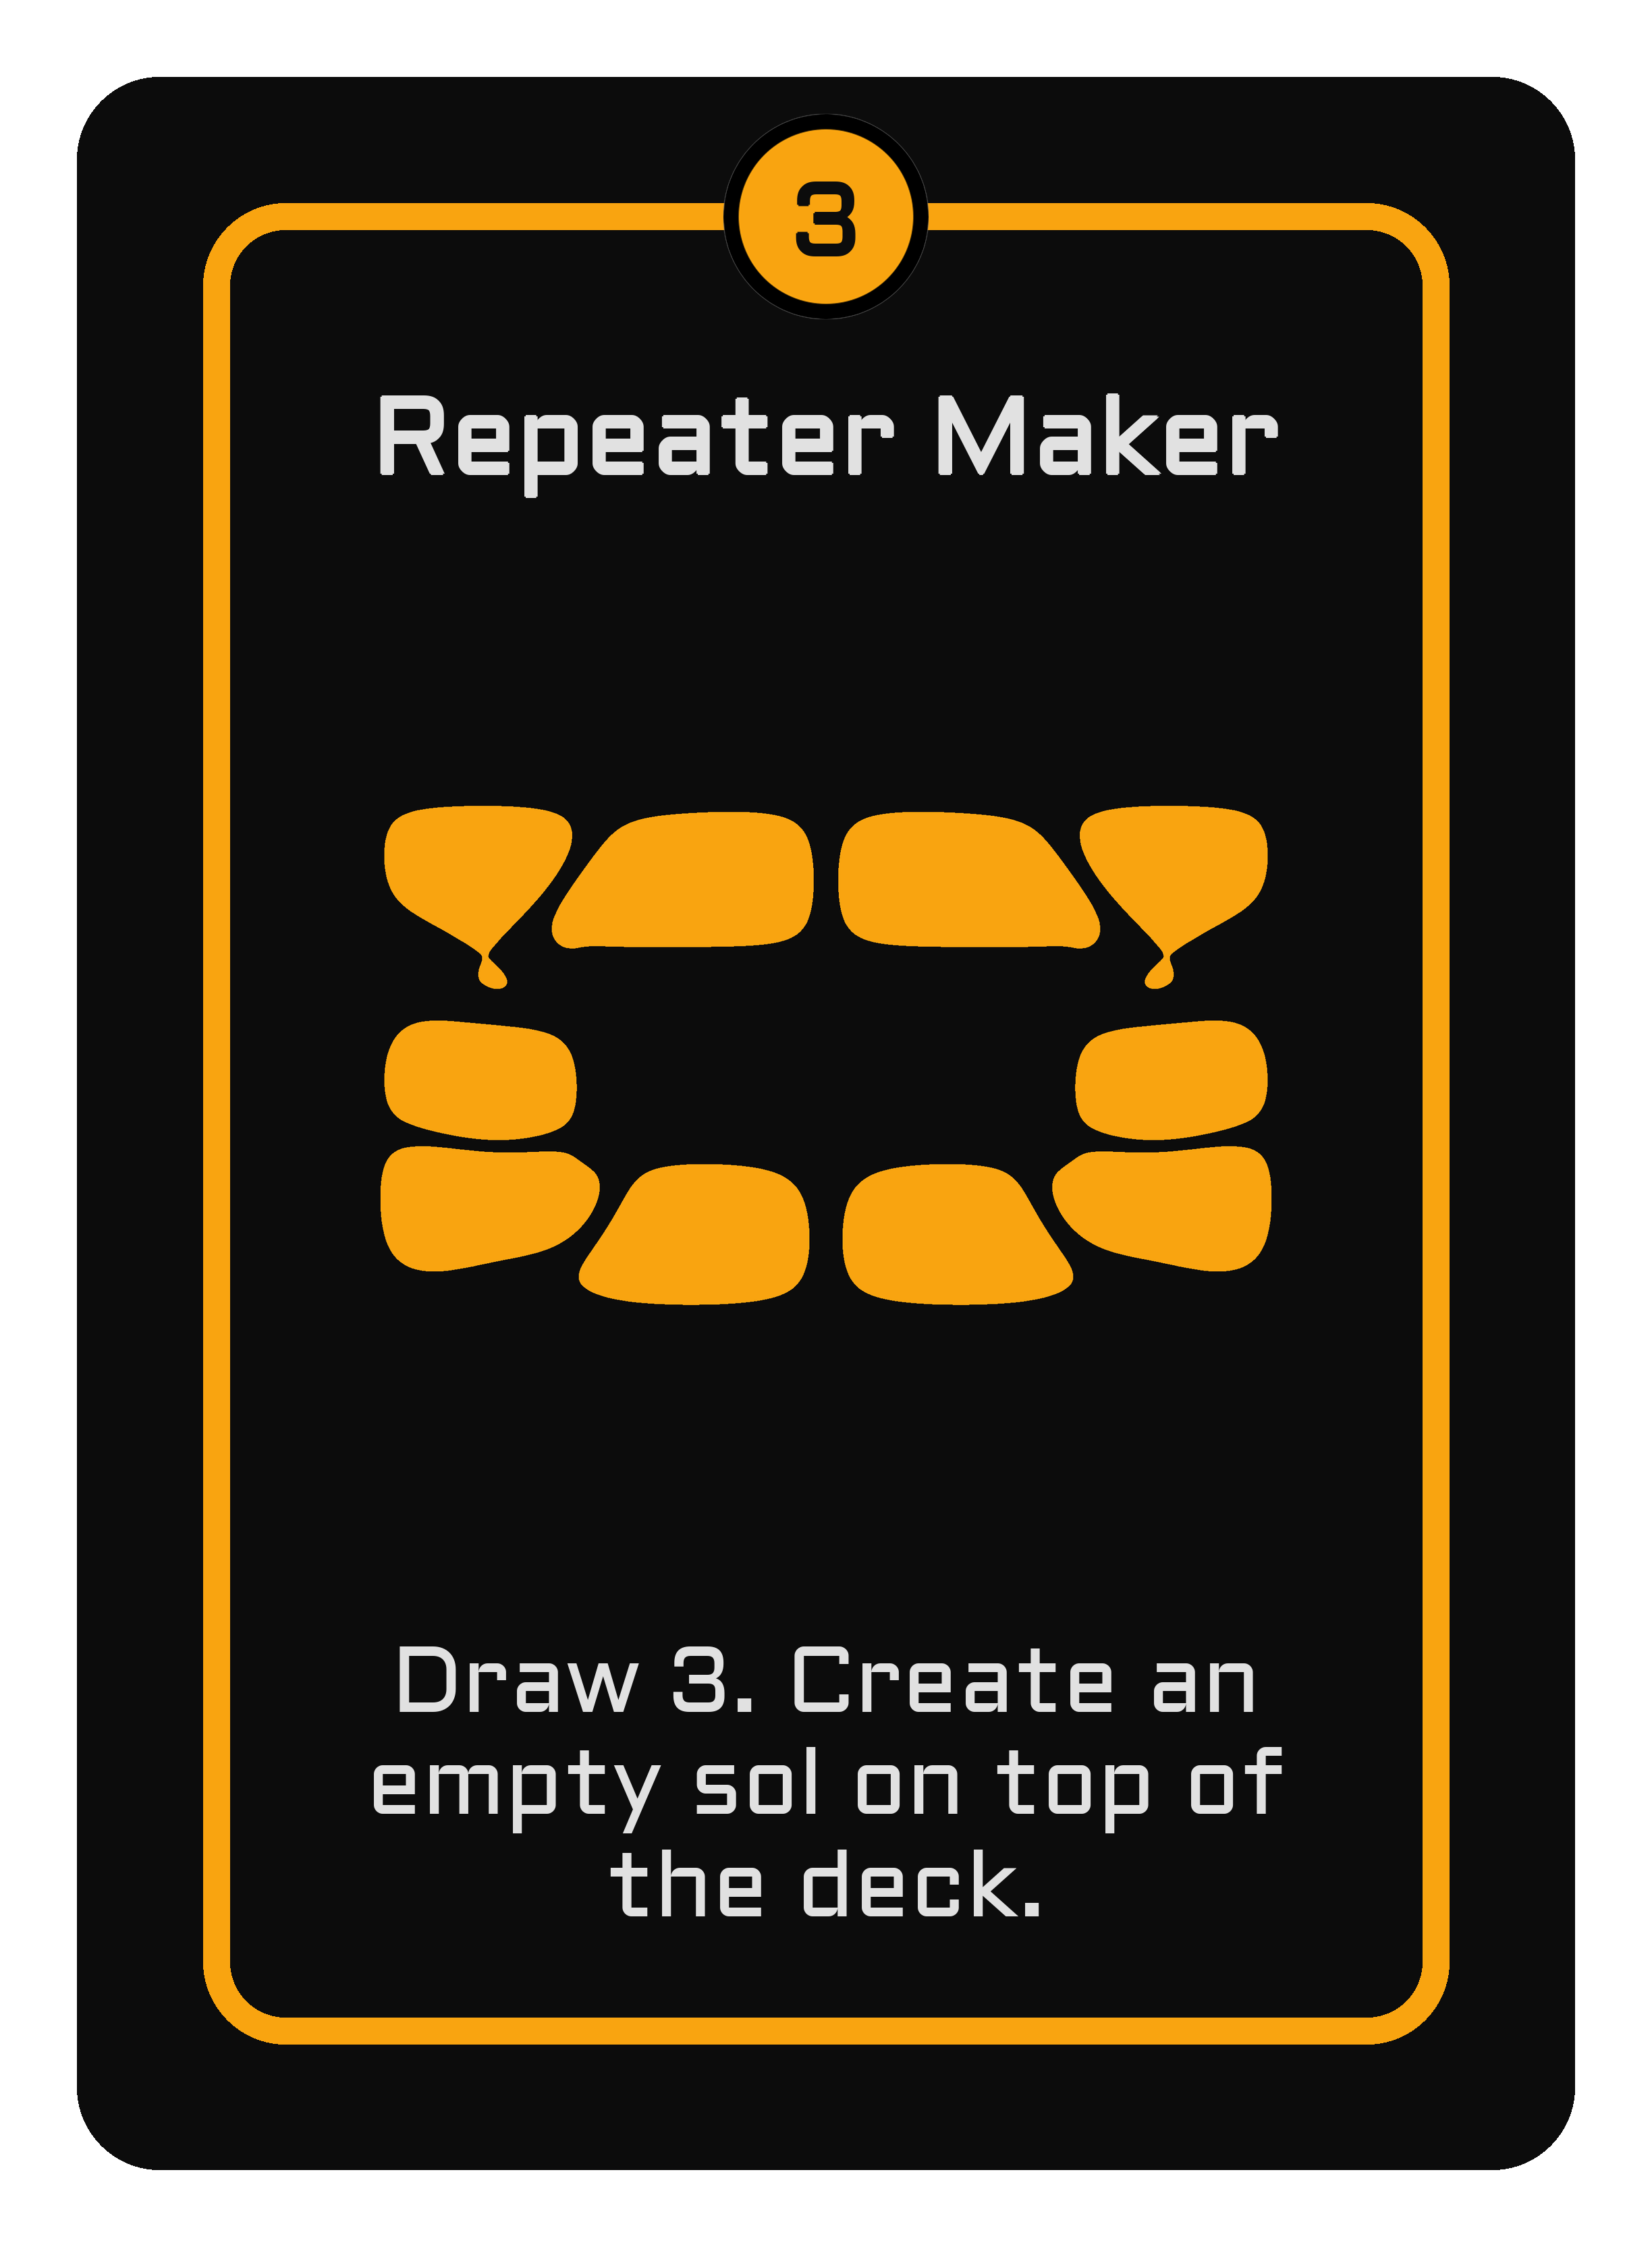 3
Repeater Maker
Draw 3. Create an
empty sol on top of
the deck.